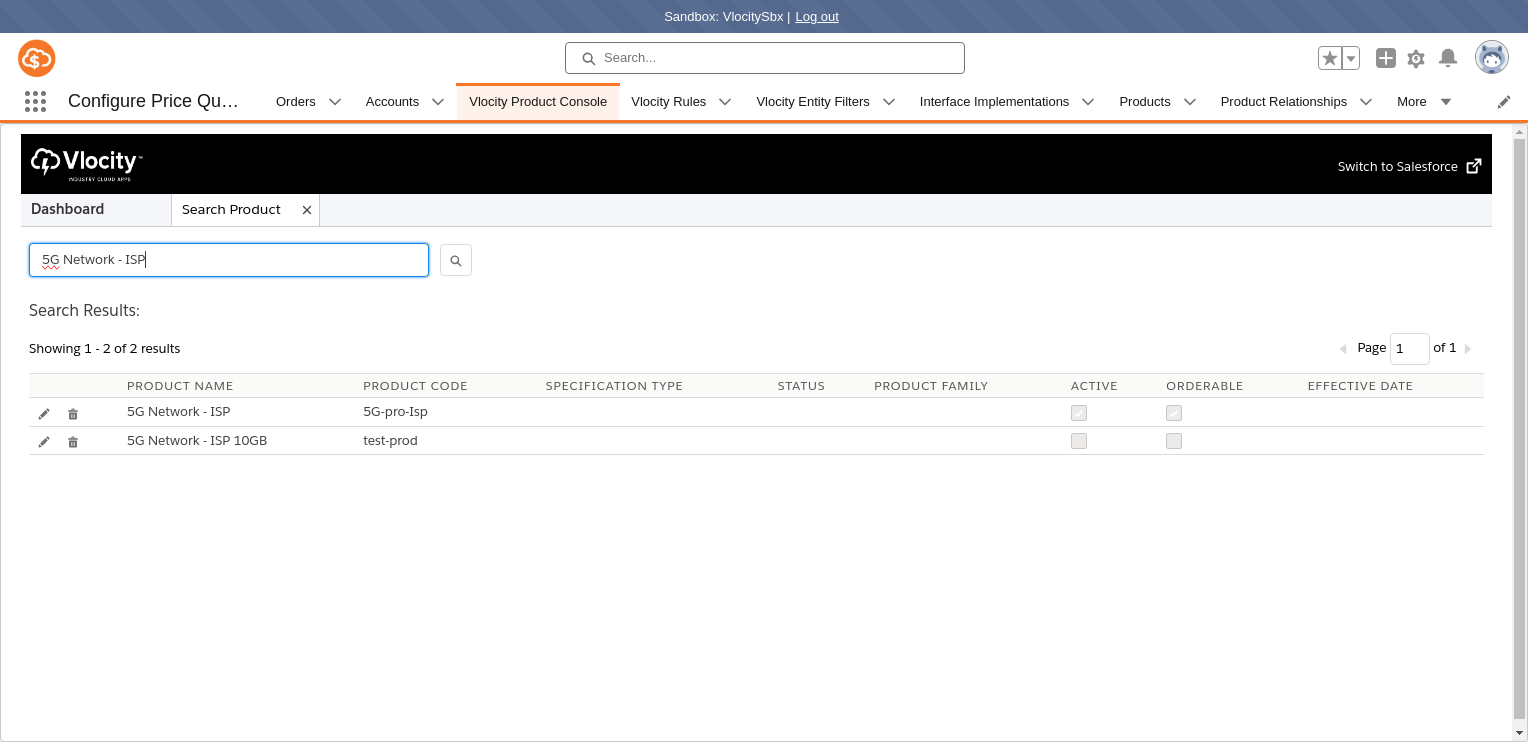 Sandbox: VlocitySbx | Log out
Search...
Configure Price Qu...
Orders
Accounts
Vlocity Product Console
Vlocity Rules
Vlocity Entity Filters
Interface Implementations
Products
Product Relationships
More
Vlocity™
INDUSTRY CLOUD APPS
Switch to Salesforce
Dashboard
Search Product
5G Network - ISP
Search Results:
Showing 1 - 2 of 2 results
Page 1 of 1
PRODUCT NAME PRODUCT CODE SPECIFICATION TYPE STATUS PRODUCT FAMILY ACTIVE ORDERABLE EFFECTIVE DATE
5G Network - ISP 5G-pro-Isp
5G Network - ISP 10GB test-prod